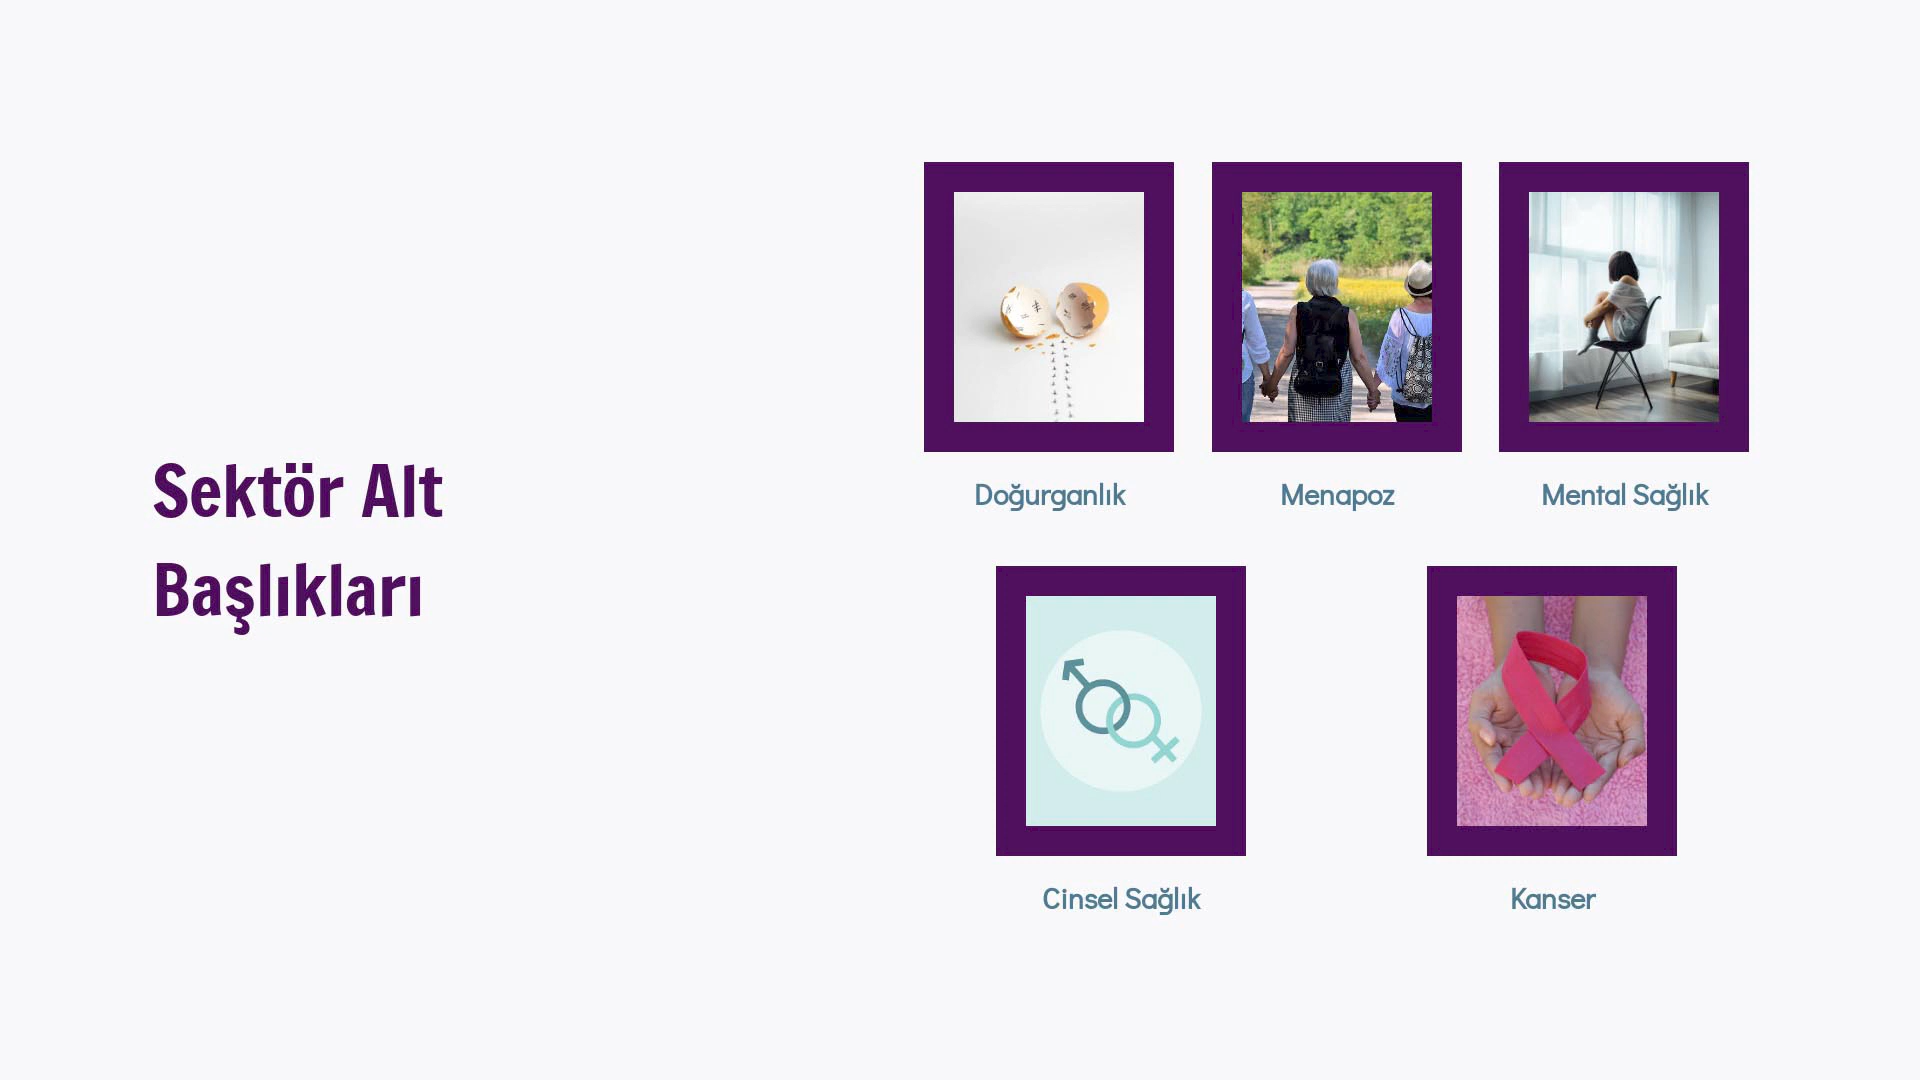 Sektör Alt
Başlıkları
Doğurganlık
Menapoz
Mental Sağlık
Cinsel Sağlık
Kanser